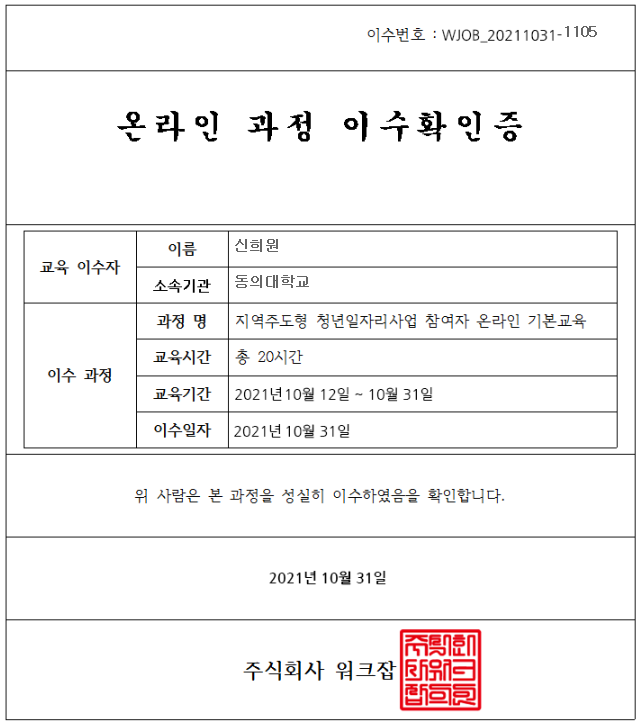 이수번호 : WJOB_20211031-1105
온라인 과정 이수확인증
교육 이수자
이름
신희원
소속기관
동의대학교
이수 과정
과정 명
지역주도형 청년일자리사업 참여자 온라인 기본교육
교육시간
총 20시간
교육기간
2021년10월 12일 ~ 10월 31일
이수일자
2021년 10월 31일
위 사람은 본 과정을 성실히 이수하였음을 확인합니다.
2021년 10월 31일
주식회사 워크잡